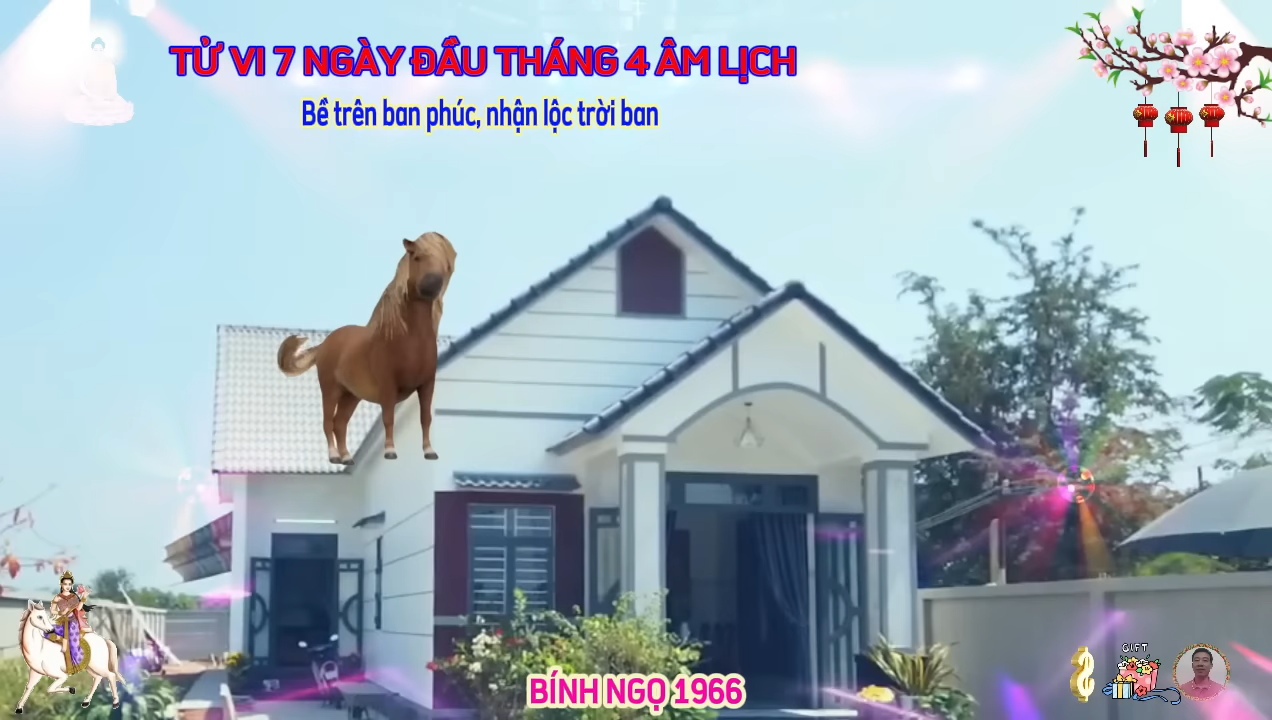 TỬ VI 7 NGÀY ĐẦU THÁNG 4 ÂM LỊCH
Bề trên ban phúc, nhận lộc trời ban
GIFT
BÍNH NGỌ 1966